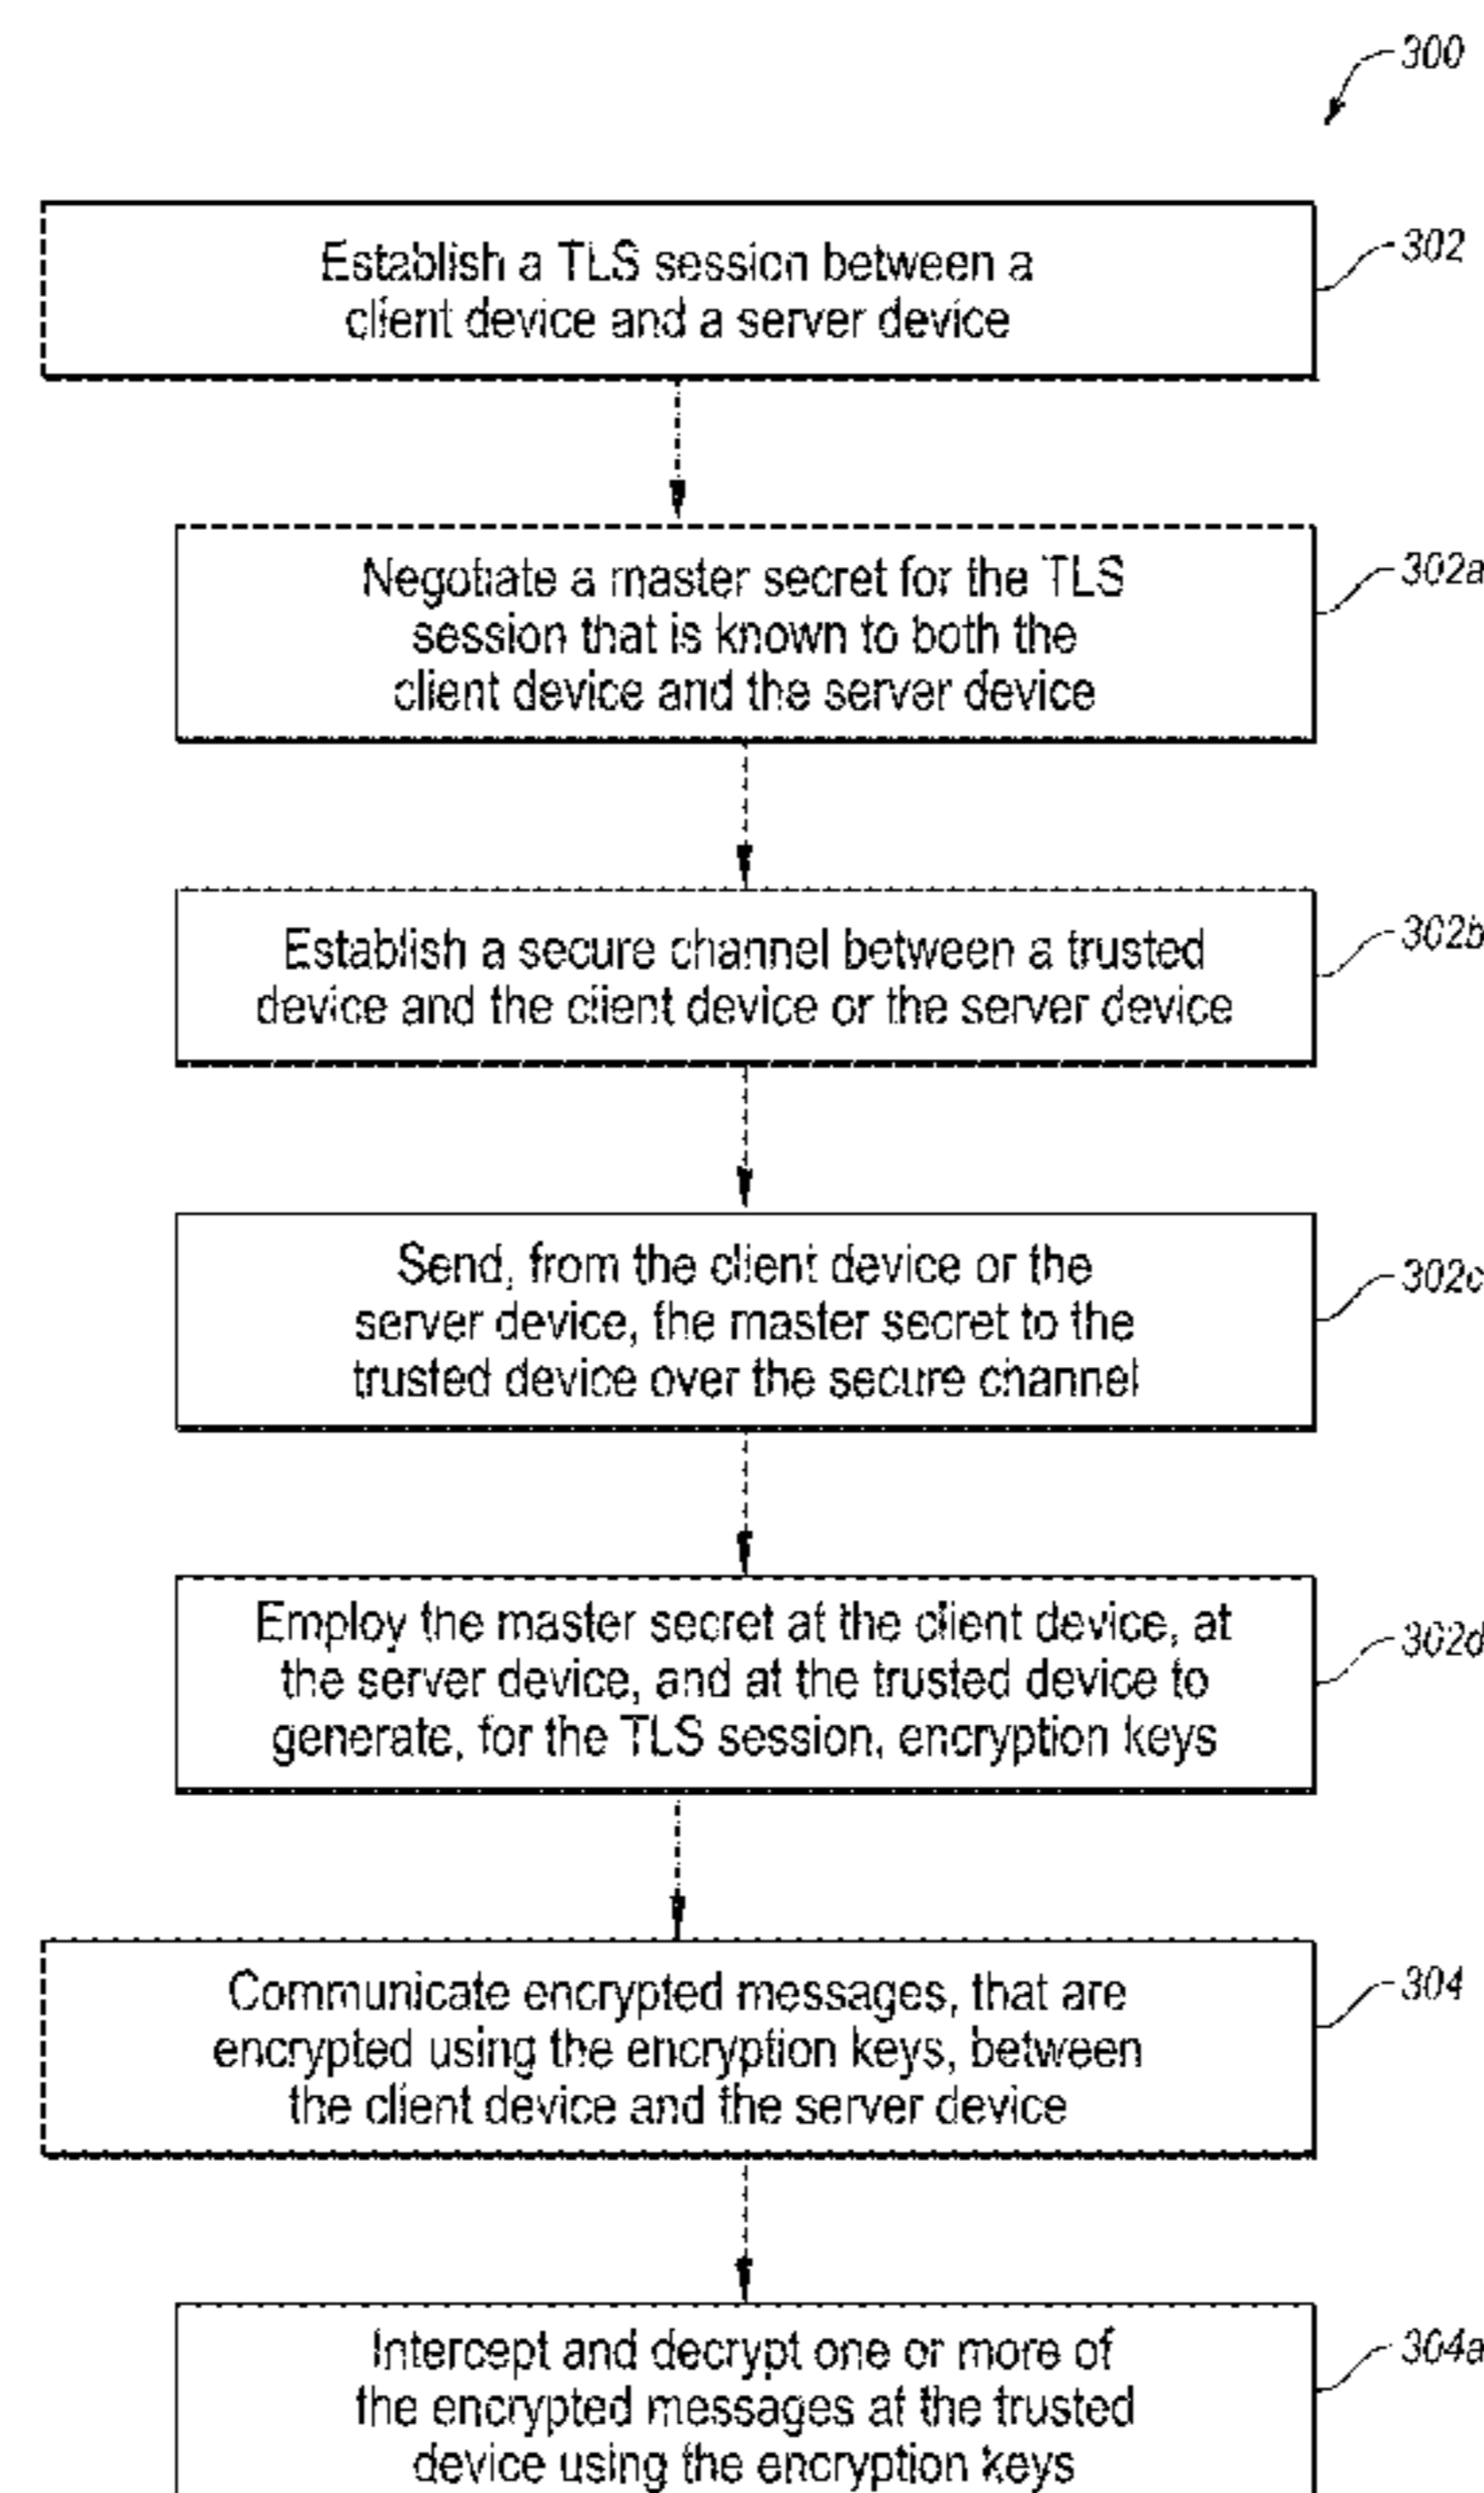 300
Establish a TLS session between a
client device and a server device
302
Negotiate a master secret for the TLS
session that is known to both the
client device and the server device
302a
Establish a secure channel between a trusted
device and the client device or the server device
302b
Send, from the client device or the
server device, the master secret to the
trusted device over the secure channel
302c
Employ the master secret at the client device, at
the server device, and at the trusted device to
generate, for the TLS session, encryption keys
302d
Communicate encrypted messages, that are
encrypted using the encryption keys, between
the client device and the server device
304
Intercept and decrypt one or more of
the encrypted messages at the trusted
device using the encryption keys
304a